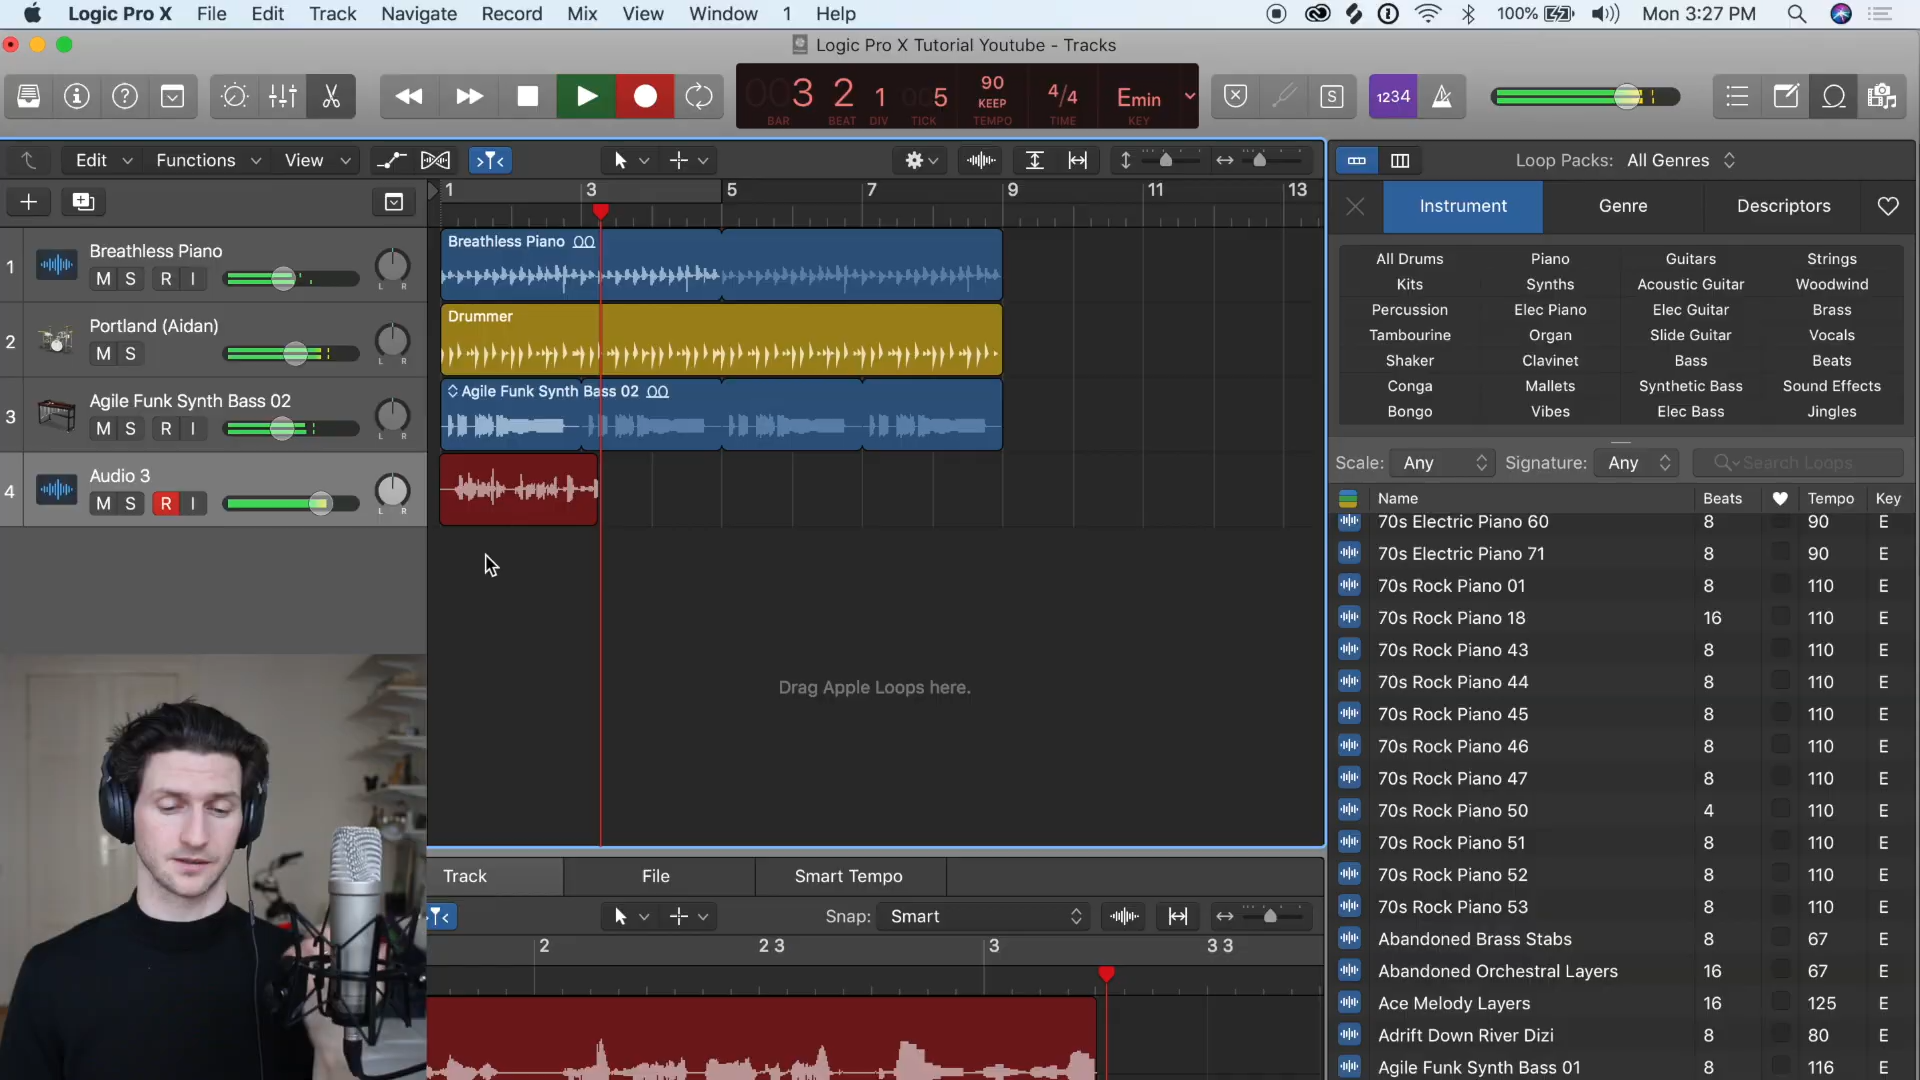 Logic Pro X File Edit Track Navigate Record Mix View Window 1 Help 100% Mon 3:27 PM
Logic Pro X Tutorial Youtube - Tracks
003 2 1 005 90 KEEP 4/4 Emin 1234 S
BAR BEAT DIV TICK TEMPO TIME KEY
Edit Functions View
Loop Packs: All Genres
1 3 5 7 9 11 13
Instrument Genre Descriptors
1 Breathless Piano
M S R I L R
Breathless Piano
2 Portland (Aidan)
M S L R
Drummer
3 Agile Funk Synth Bass 02
M S R I L R
Agile Funk Synth Bass 02
4 Audio 3
M S R I L R
Drag Apple Loops here.
All Drums Piano Guitars Strings
Kits Synths Acoustic Guitar Woodwind
Percussion Elec Piano Elec Guitar Brass
Tambourine Organ Slide Guitar Vocals
Shaker Clavinet Bass Beats
Conga Mallets Synthetic Bass Sound Effects
Bongo Vibes Elec Bass Jingles
Scale: Any Signature: Any Search Loops
Name Beats Tempo Key
70s Electric Piano 60 8 90 E
70s Electric Piano 71 8 90 E
70s Rock Piano 01 8 110 E
70s Rock Piano 18 16 110 E
70s Rock Piano 43 8 110 E
70s Rock Piano 44 8 110 E
70s Rock Piano 45 8 110 E
70s Rock Piano 46 8 110 E
70s Rock Piano 47 8 110 E
70s Rock Piano 50 4 110 E
70s Rock Piano 51 8 110 E
70s Rock Piano 52 8 110 E
70s Rock Piano 53 8 110 E
Abandoned Brass Stabs 8 67 E
Abandoned Orchestral Layers 16 67 E
Ace Melody Layers 16 125 E
Adrift Down River Dizi 8 80 E
Agile Funk Synth Bass 01 8 116 E
Track File Smart Tempo
Snap: Smart
2 2 3 3 3 3